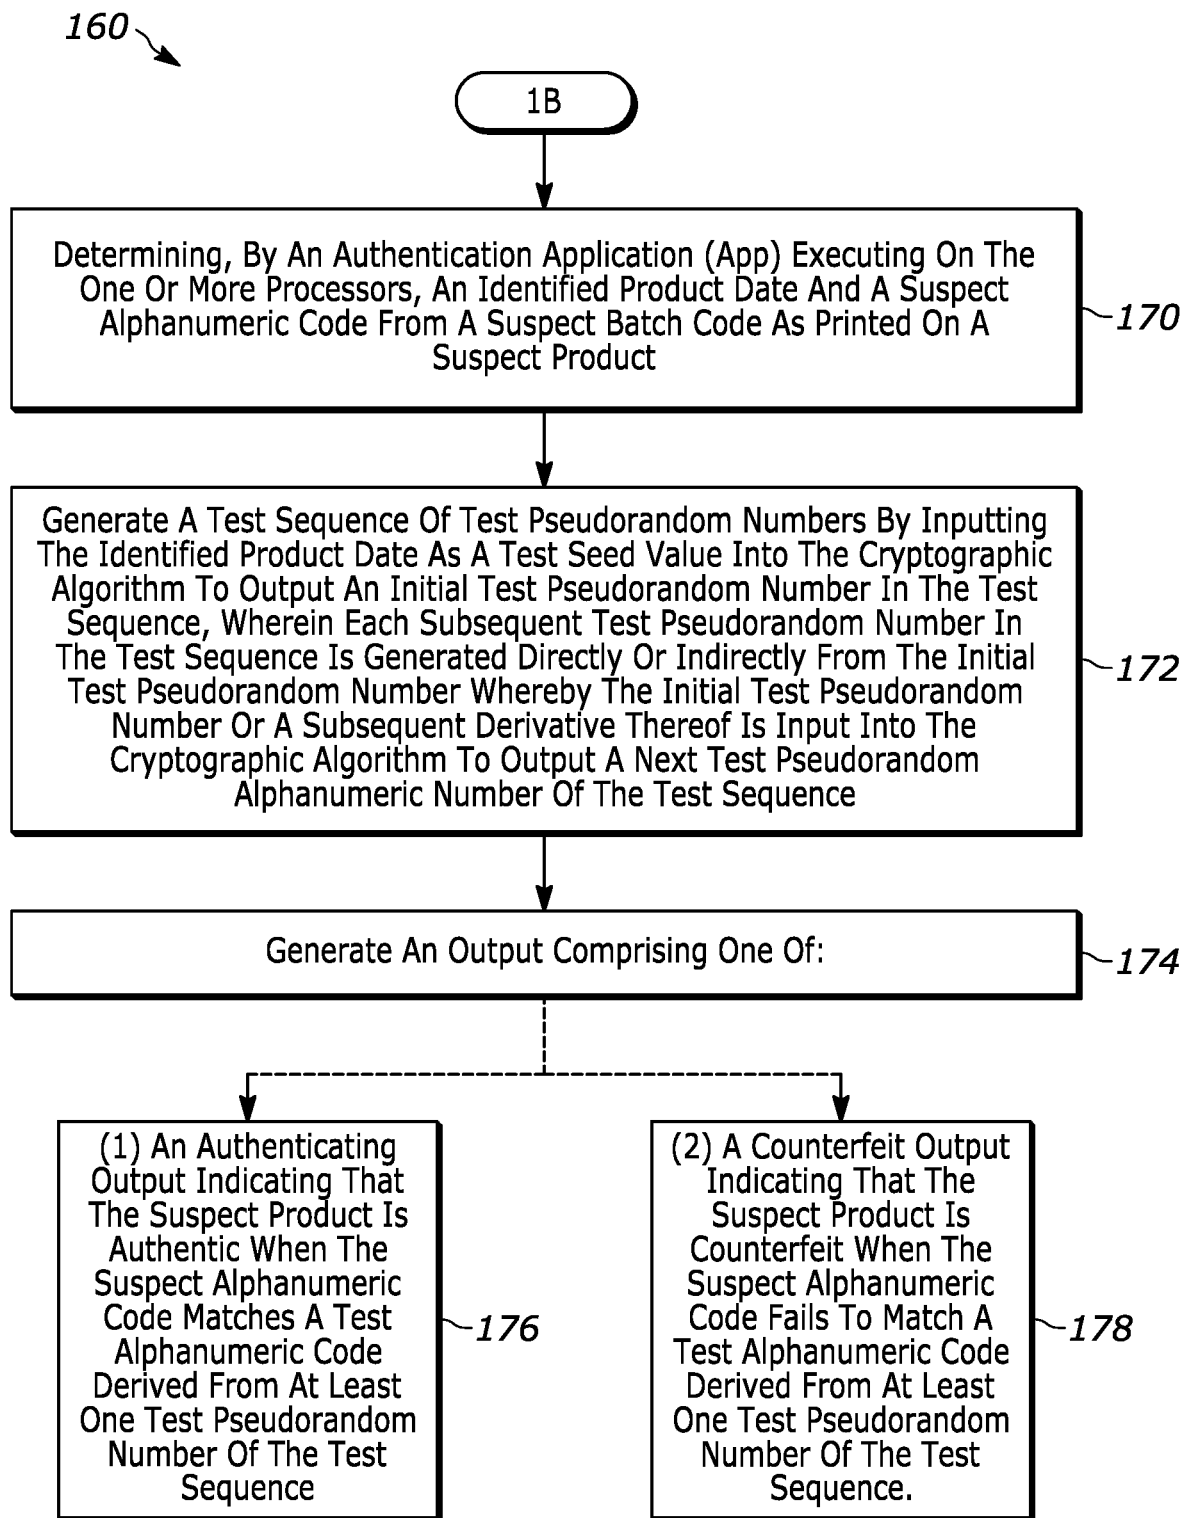 160
1B
Determining, By An Authentication Application (App) Executing On The
One Or More Processors, An Identified Product Date And A Suspect
Alphanumeric Code From A Suspect Batch Code As Printed On A
Suspect Product
170
Generate A Test Sequence Of Test Pseudorandom Numbers By Inputting
The Identified Product Date As A Test Seed Value Into The Cryptographic
Algorithm To Output An Initial Test Pseudorandom Number In The Test
Sequence, Wherein Each Subsequent Test Pseudorandom Number In
The Test Sequence Is Generated Directly Or Indirectly From The Initial
Test Pseudorandom Number Whereby The Initial Test Pseudorandom
Number Or A Subsequent Derivative Thereof Is Input Into The
Cryptographic Algorithm To Output A Next Test Pseudorandom
Alphanumeric Number Of The Test Sequence
172
Generate An Output Comprising One Of:
174
(1) An Authenticating
Output Indicating That
The Suspect Product Is
Authentic When The
Suspect Alphanumeric
Code Matches A Test
Alphanumeric Code
Derived From At Least
One Test Pseudorandom
Number Of The Test
Sequence
176
(2) A Counterfeit Output
Indicating That The
Suspect Product Is
Counterfeit When The
Suspect Alphanumeric
Code Fails To Match A
Test Alphanumeric Code
Derived From At Least
One Test Pseudorandom
Number Of The Test
Sequence.
178